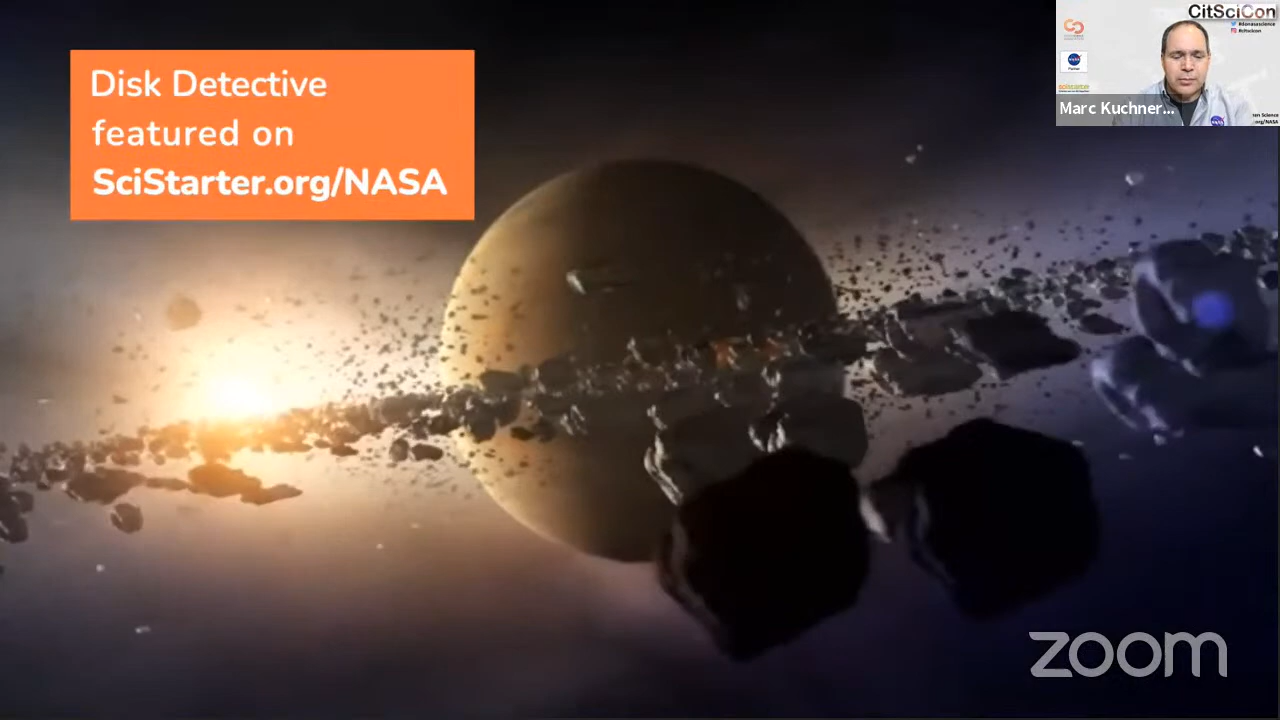 Disk Detective
featured on
SciStarter.org/NASA
CitSciCon
Marc Kuchner...
zoom